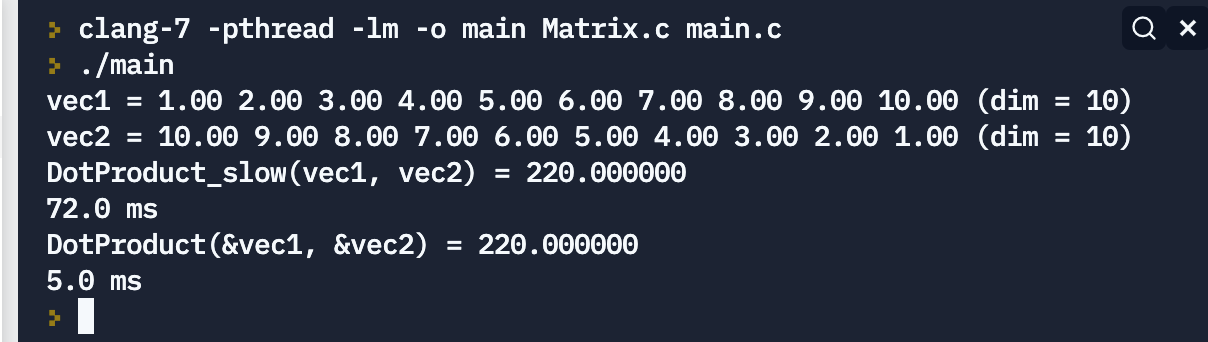 clang-7 -pthread -lm -o main Matrix.c main.c
./main
vec1 = 1.00 2.00 3.00 4.00 5.00 6.00 7.00 8.00 9.00 10.00 (dim = 10)
vec2 = 10.00 9.00 8.00 7.00 6.00 5.00 4.00 3.00 2.00 1.00 (dim = 10)
DotProduct_slow(vec1, vec2) = 220.000000
72.0 ms
DotProduct(&vec1, &vec2) = 220.000000
5.0 ms